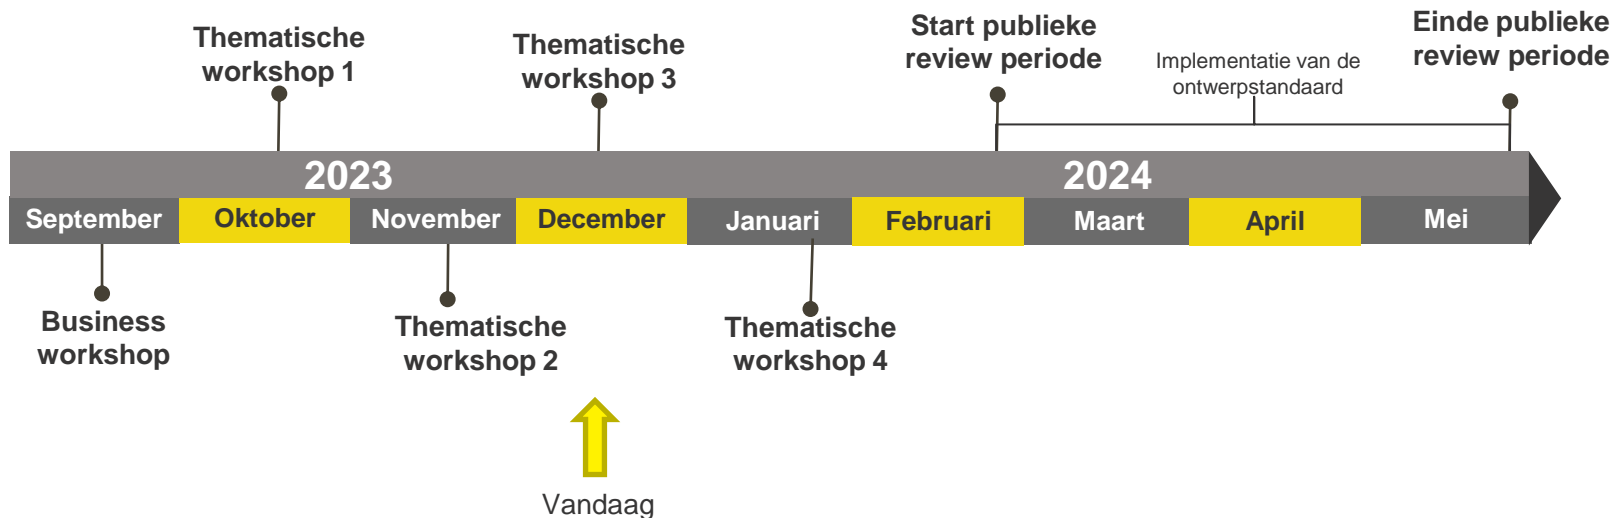 Thematische
workshop 1
Thematische
workshop 3
Start publieke
review periode
Implementatie van de
ontwerpstandaard
Einde publieke
review periode
2023
2024
September
Oktober
November
December
Januari
Februari
Maart
April
Mei
Business
workshop
Thematische
workshop 2
Thematische
workshop 4
Vandaag